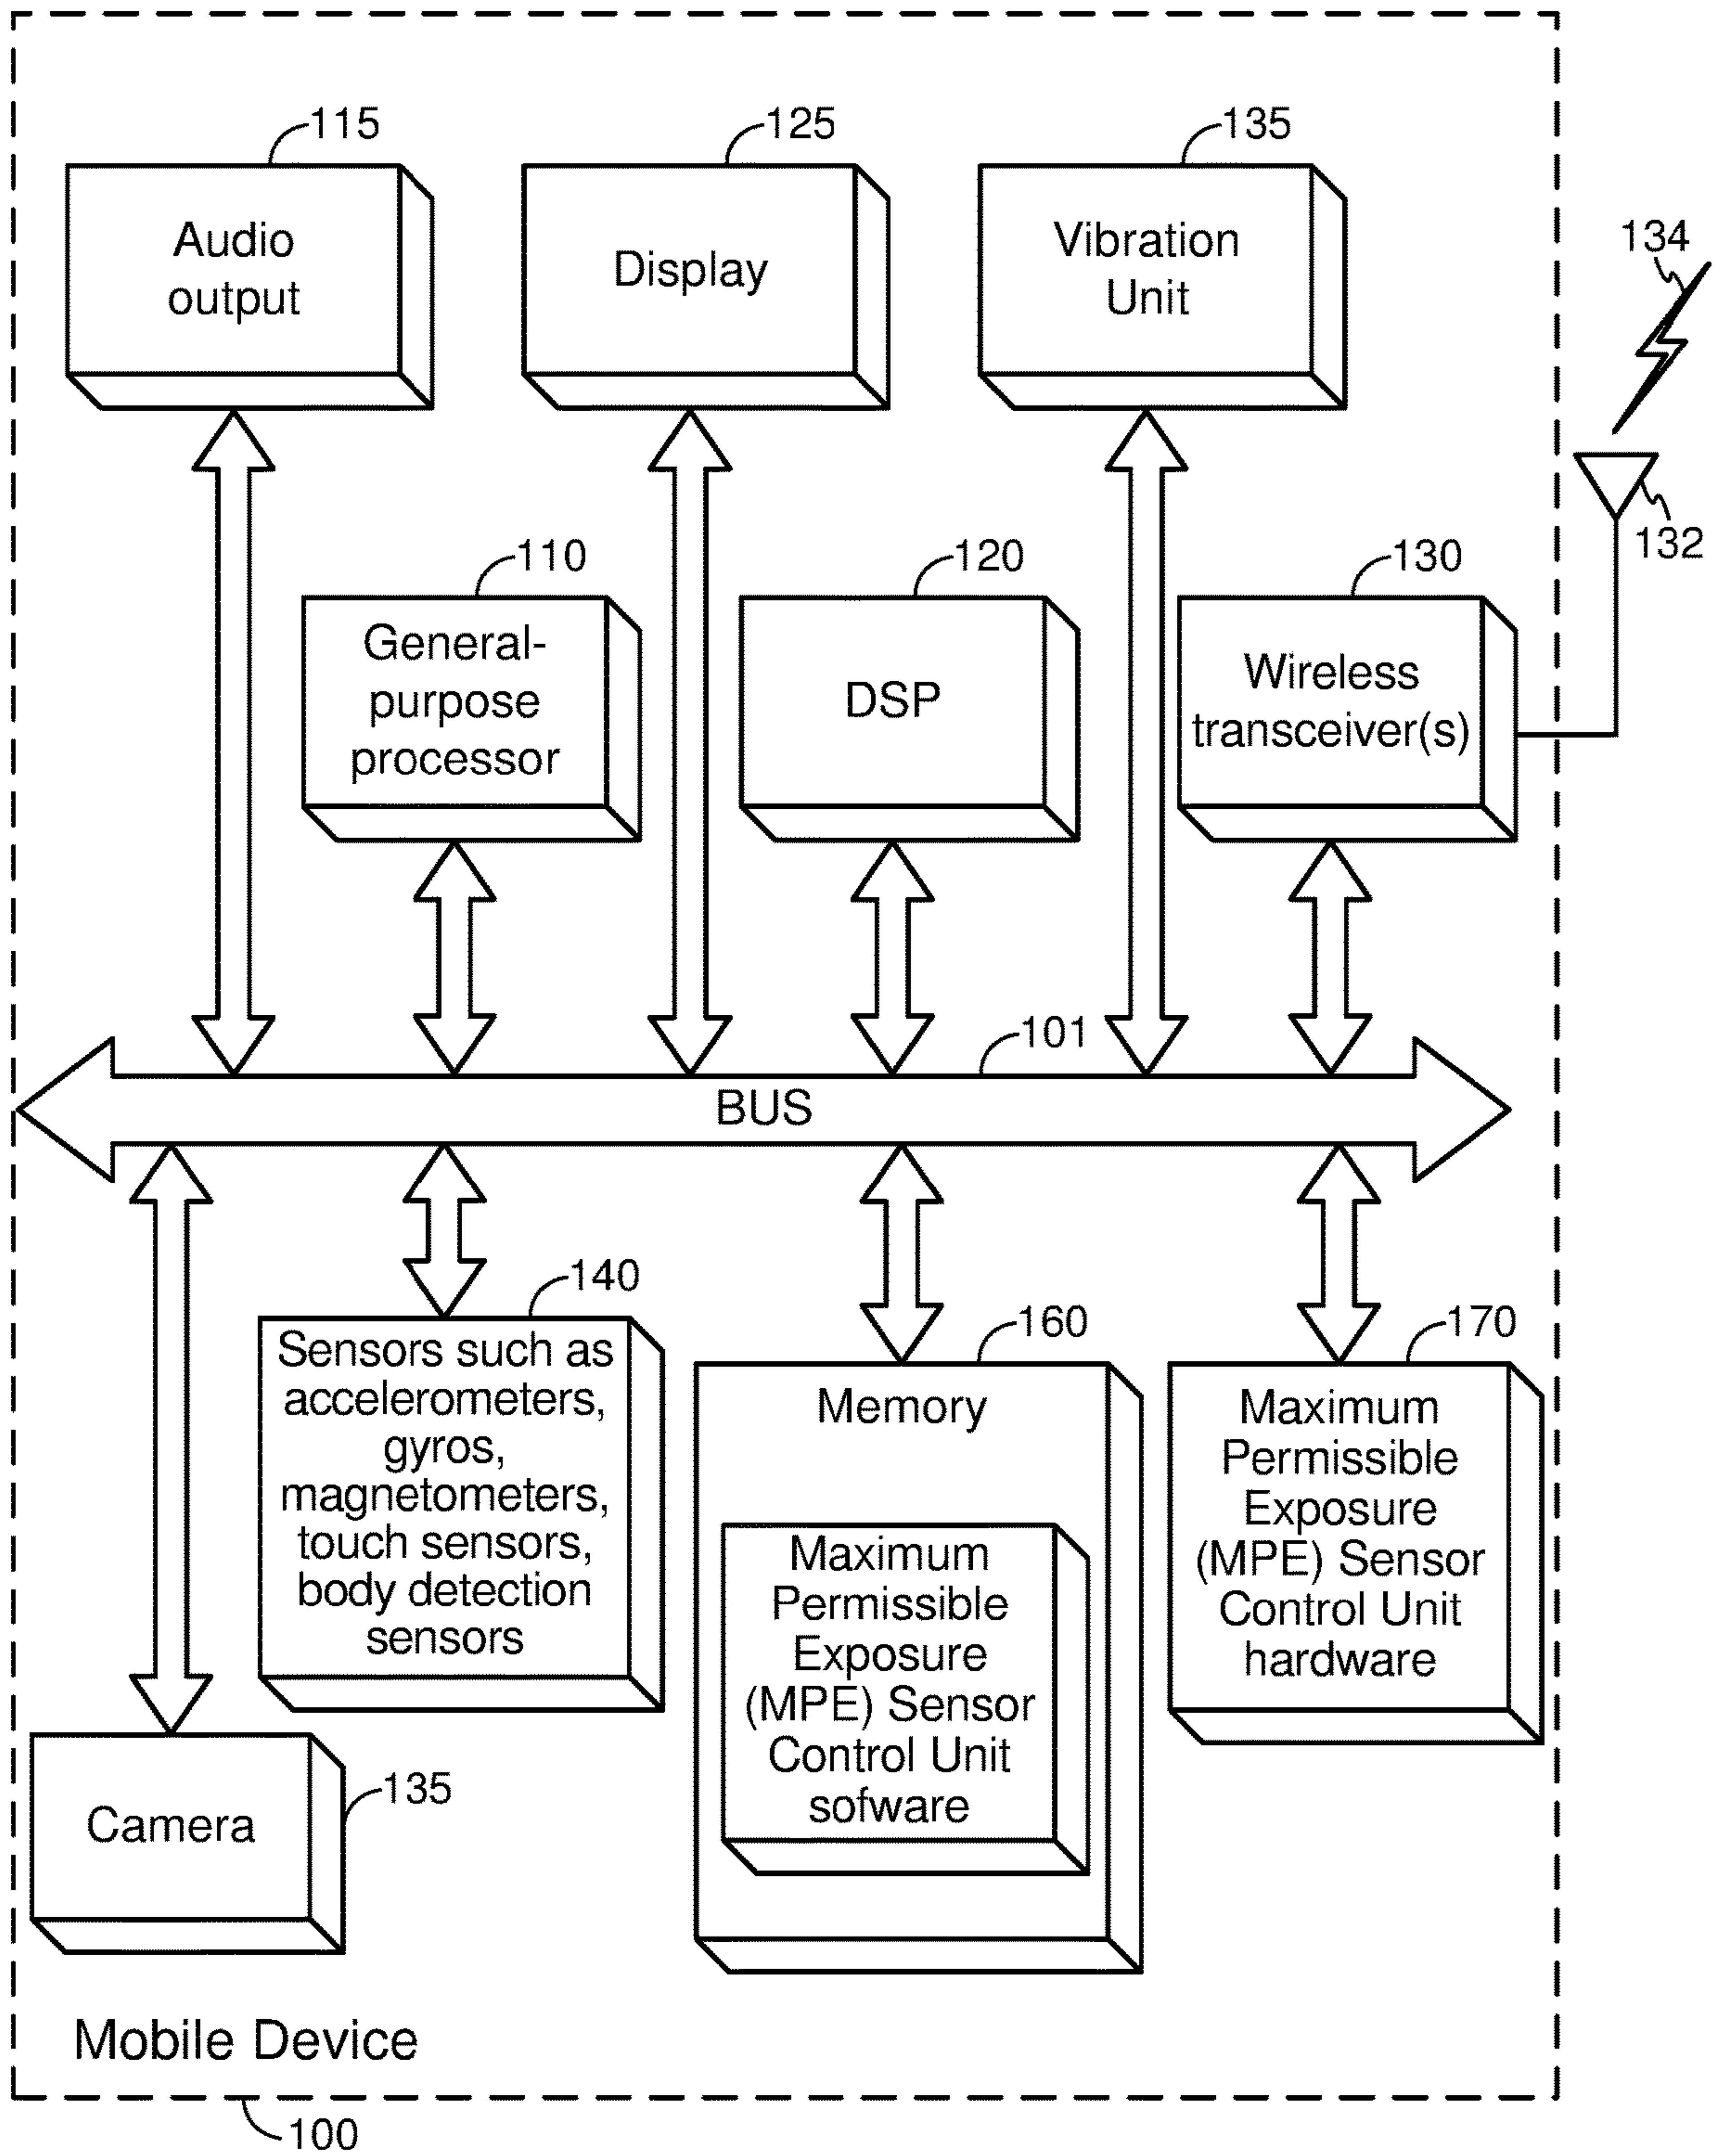 115
125
135
Audio
output
Display
Vibration
Unit
134
132
110
120
130
General-
purpose
processor
DSP
Wireless
transceiver(s)
101
BUS
140
160
170
Sensors such as
accelerometers,
gyros,
magnetometers,
touch sensors,
body detection
sensors
Memory
Maximum
Permissible
Exposure
(MPE) Sensor
Control Unit
sofware
Maximum
Permissible
Exposure
(MPE) Sensor
Control Unit
hardware
Camera
135
Mobile Device
100